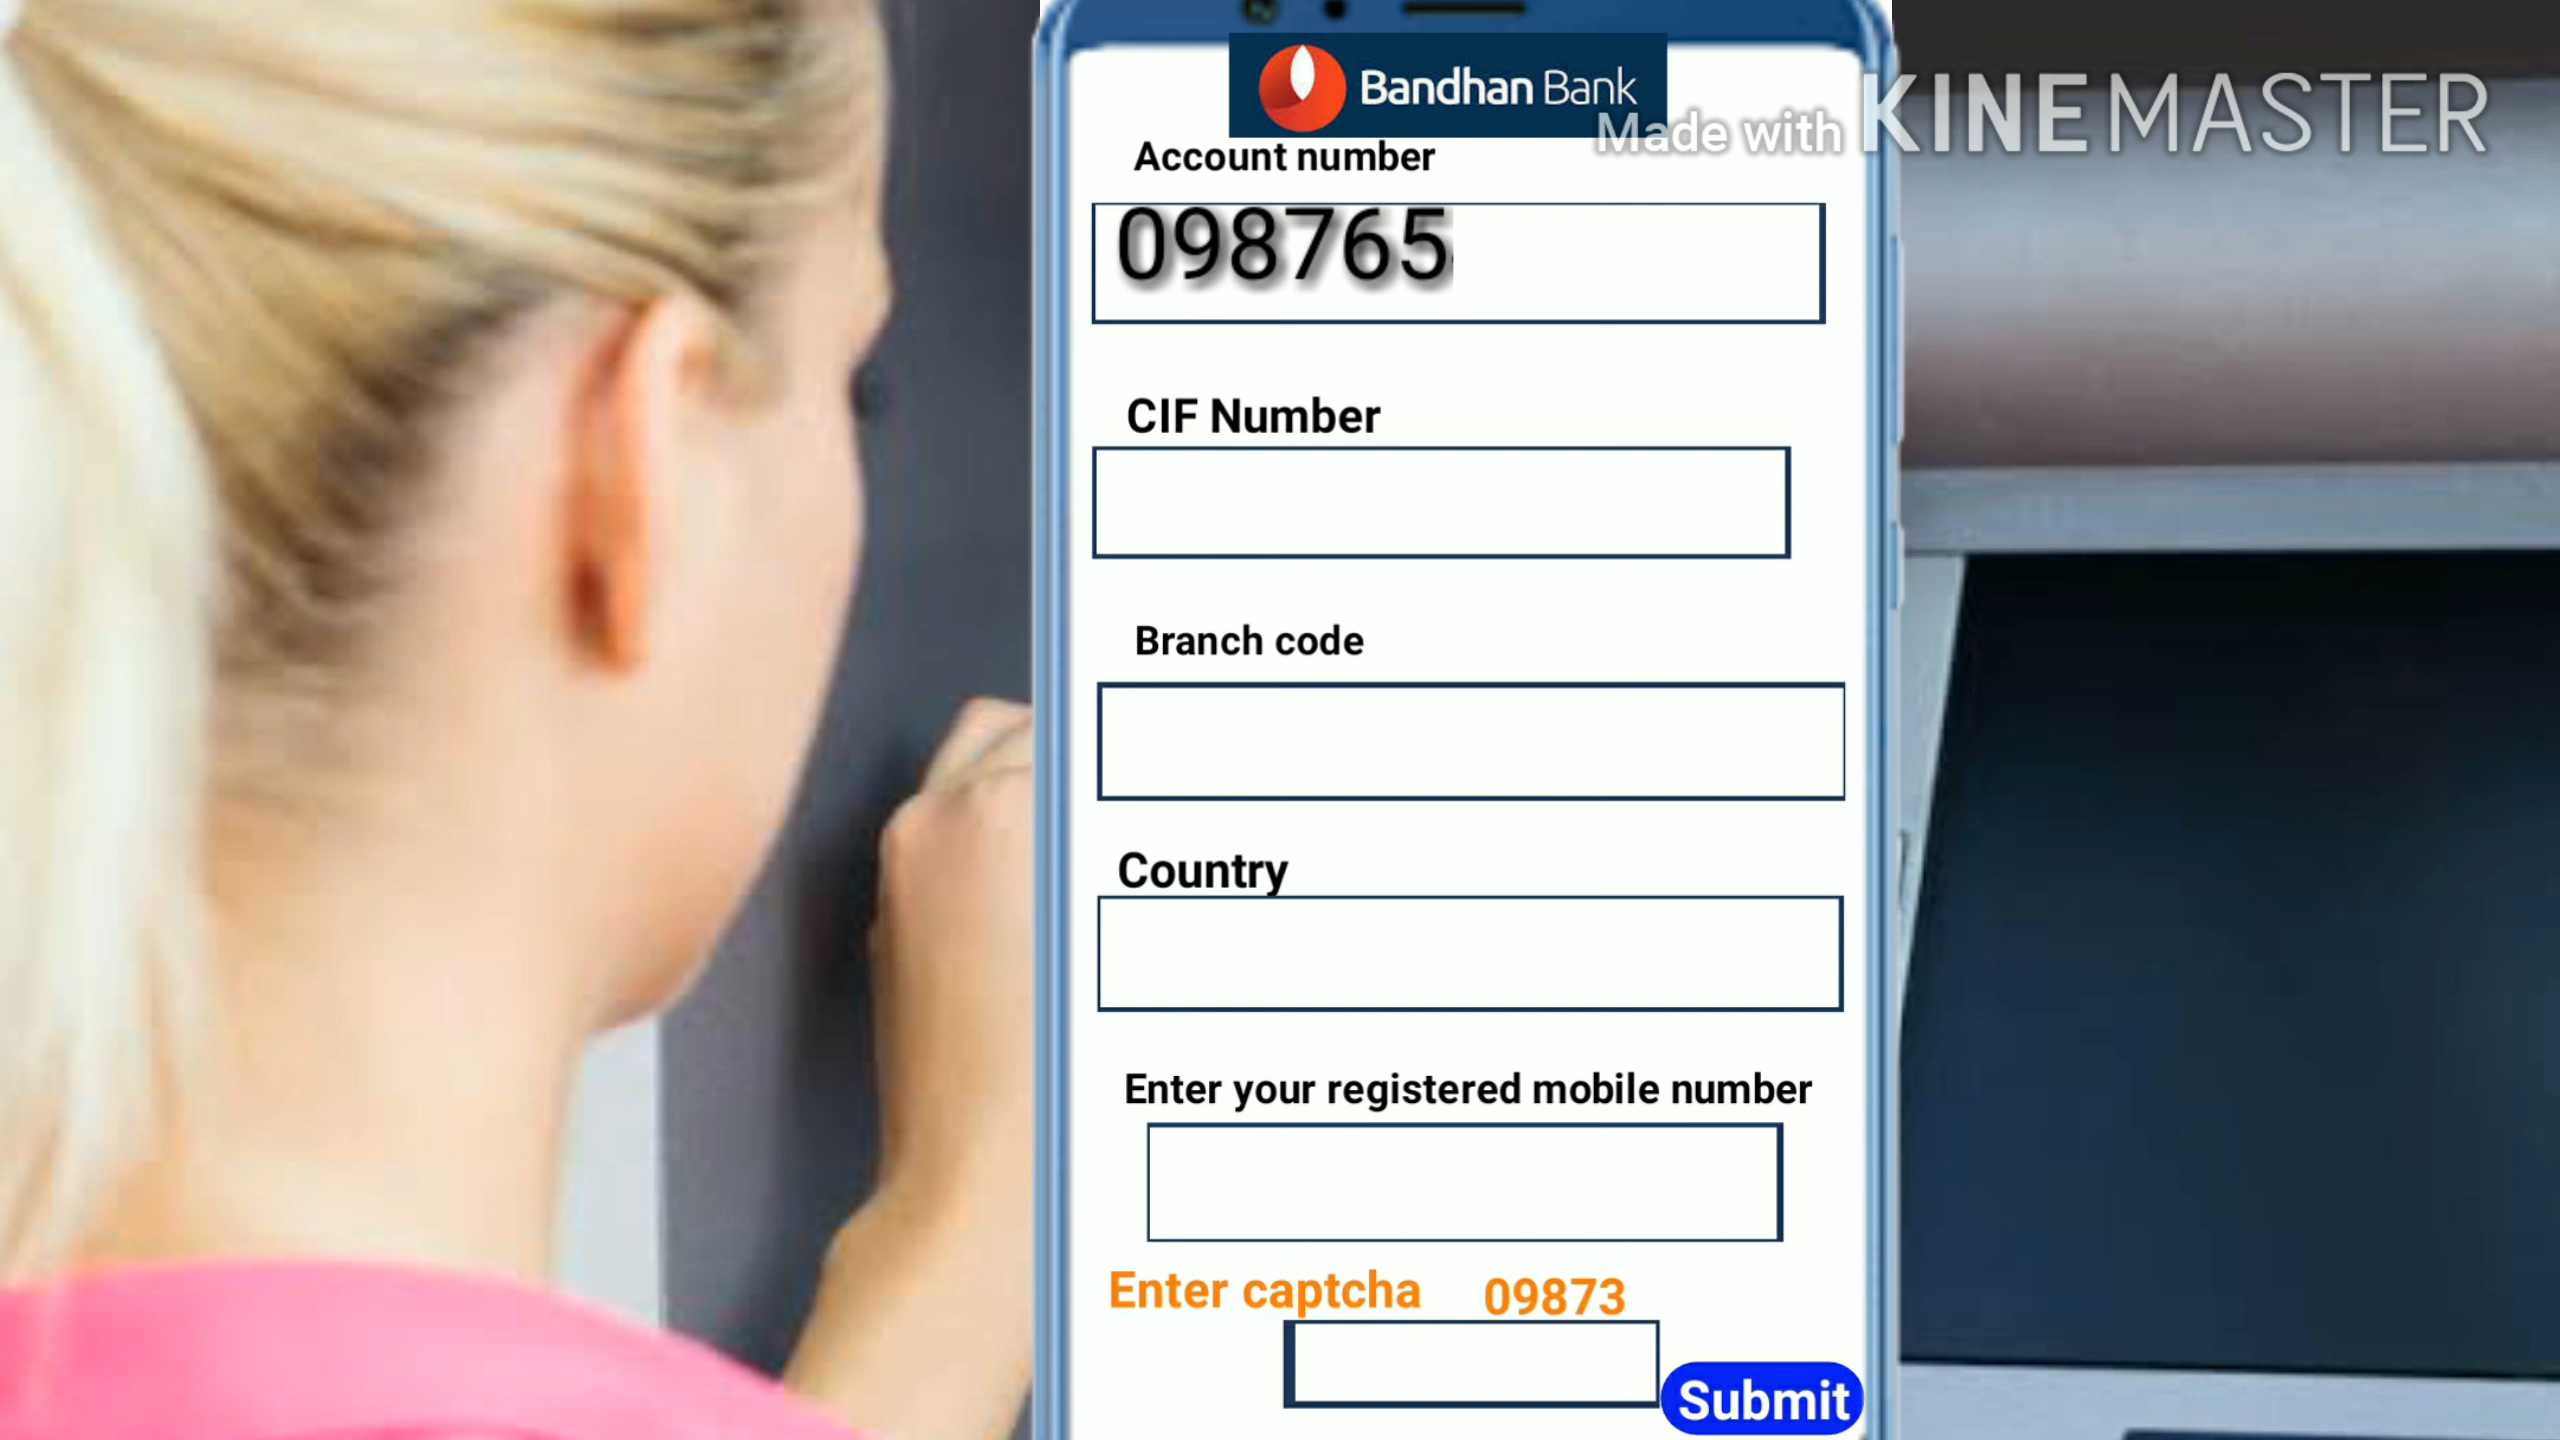 Bandhan Bank
Made with KINEMASTER
Account number
098765
CIF Number
Branch code
Country
Enter your registered mobile number
Enter captcha 09873
Submit